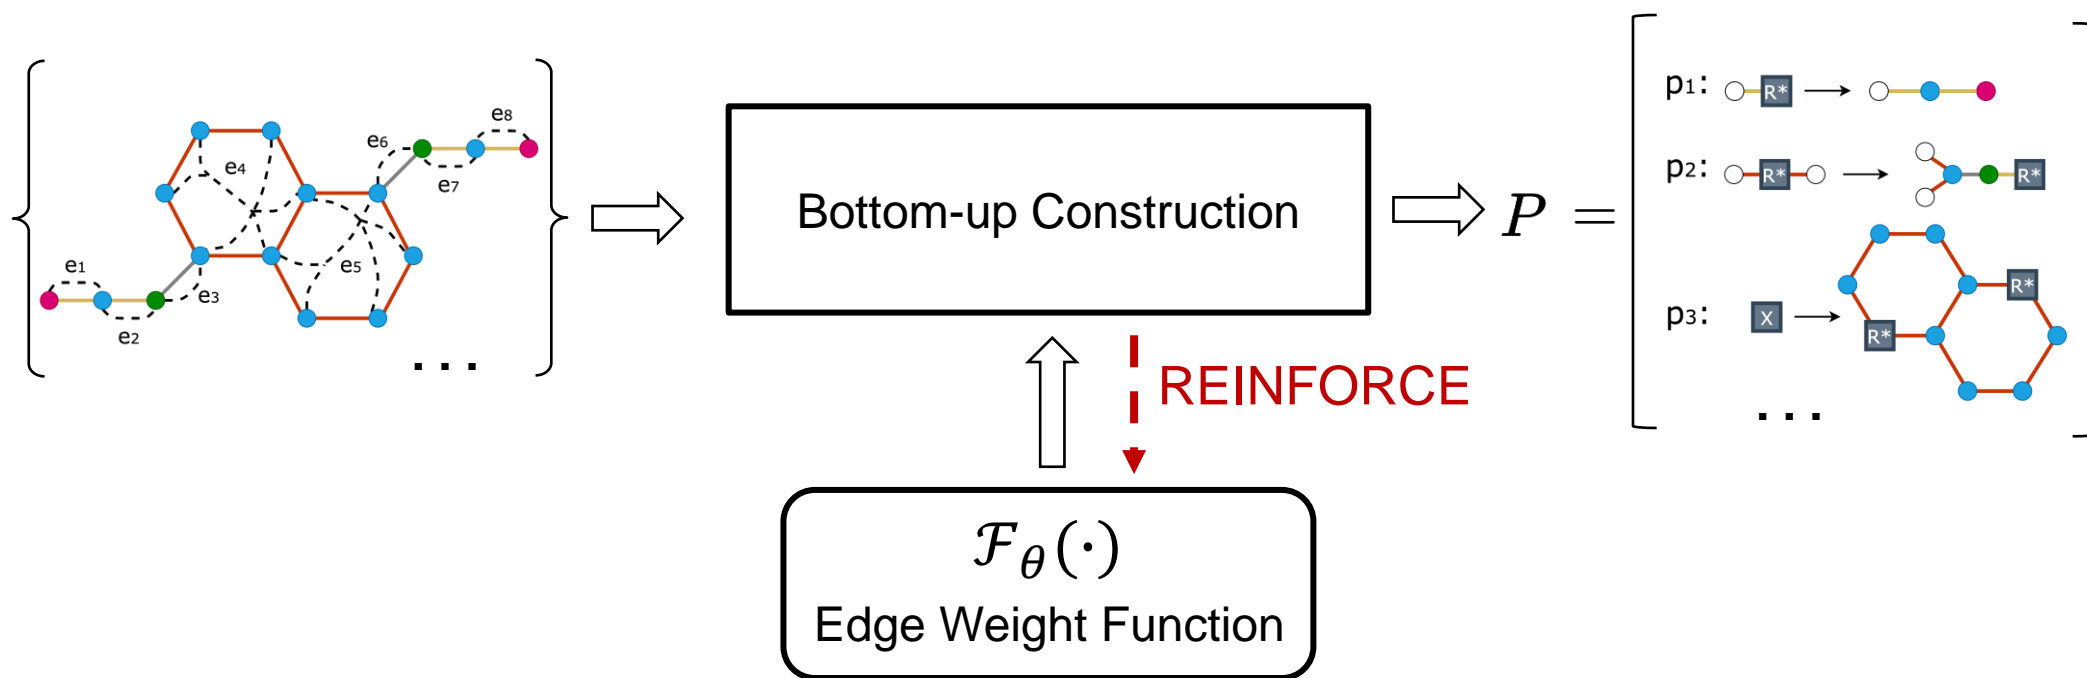 e1
e2
e3
e4
e5
e6
e7
e8
...
Bottom-up Construction
REINFORCE
ℱθ(·)
Edge Weight Function
P =
p1: R*
p2: R* R*
p3: X R* R*
...